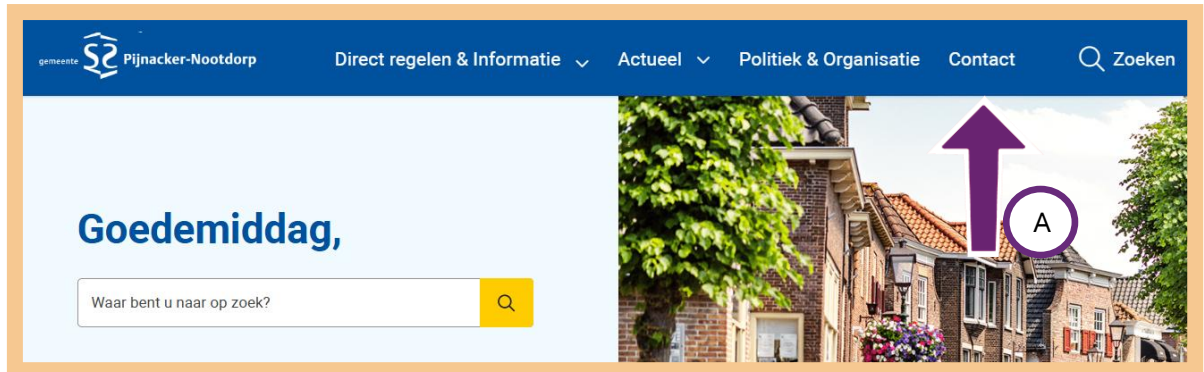 gemeente Pijnacker-Nootdorp Direct regelen & Informatie Actueel Politiek & Organisatie Contact Zoeken
A
Goedemiddag,
Waar bent u naar op zoek?